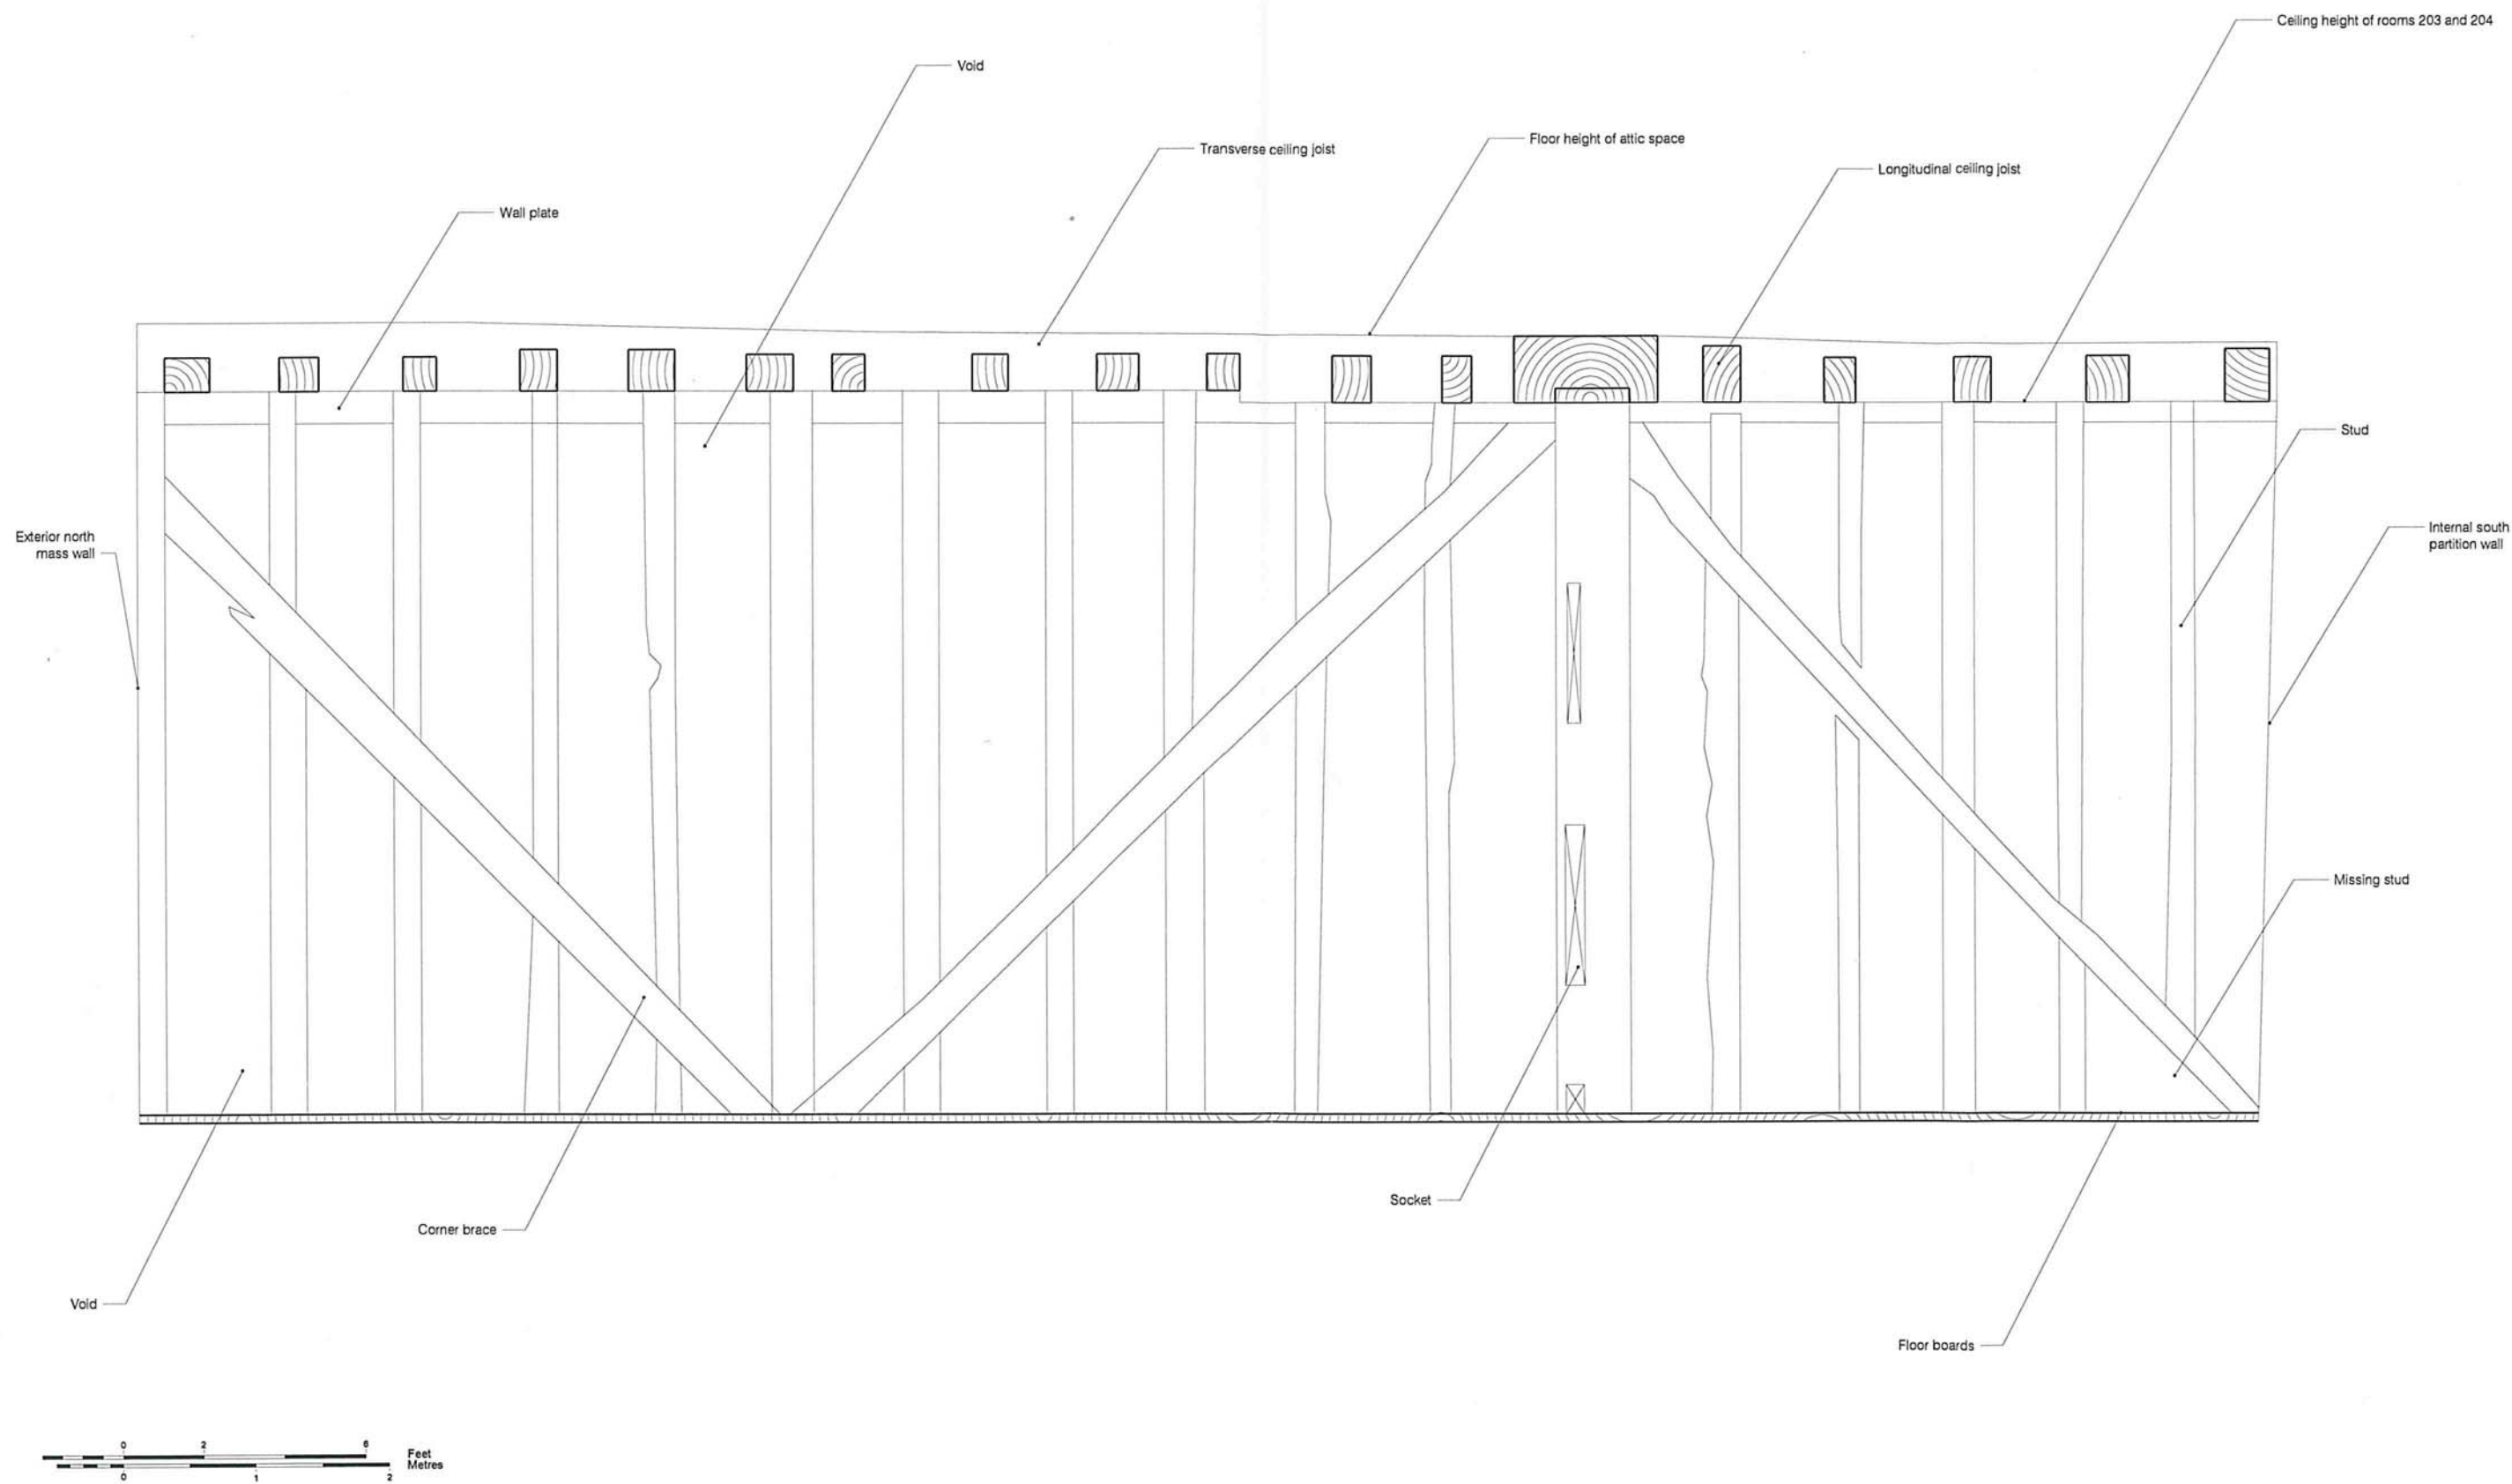 Ceiling height of rooms 203 and 204
Void
Floor height of attic space
Transverse ceiling joist
Longitudinal ceiling joist
Wall plate
Stud
Exterior north
mass wall
Internal south
partition wall
Missing stud
Socket
Corner brace
Void
Floor boards
0 2 6 Feet
Metres
0 1 2